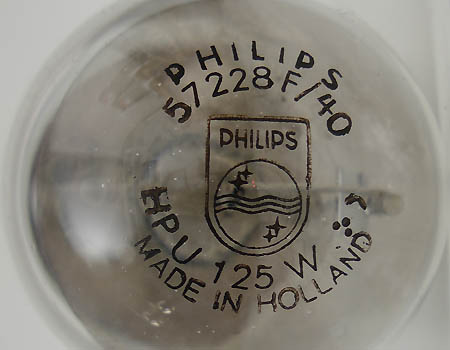 PHILIPS
57228F/40
PHILIPS
HPU 125 W
MADE IN HOLLAND